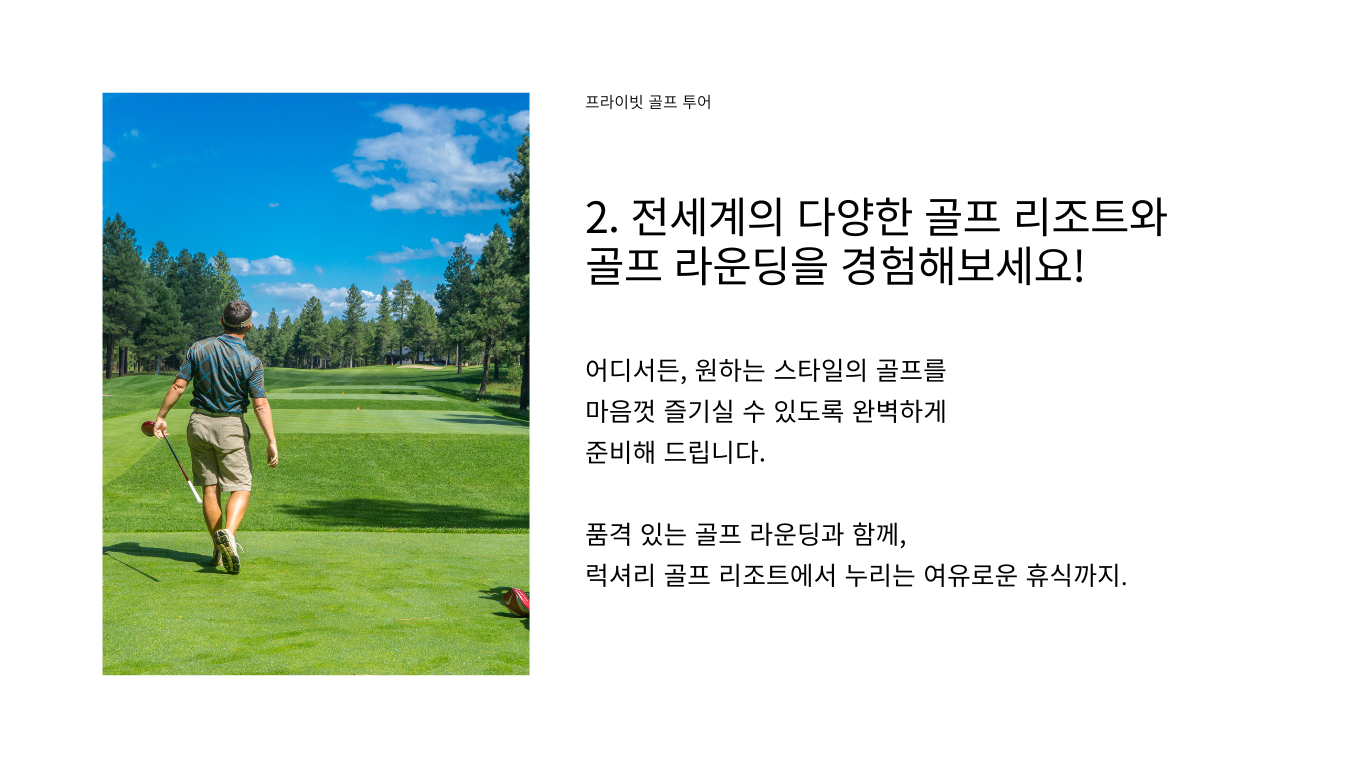 프라이빗 골프 투어
2. 전세계의 다양한 골프 리조트와
골프 라운딩을 경험해보세요!
어디서든, 원하는 스타일의 골프를
마음껏 즐기실 수 있도록 완벽하게
준비해 드립니다.
품격 있는 골프 라운딩과 함께,
럭셔리 골프 리조트에서 누리는 여유로운 휴식까지.